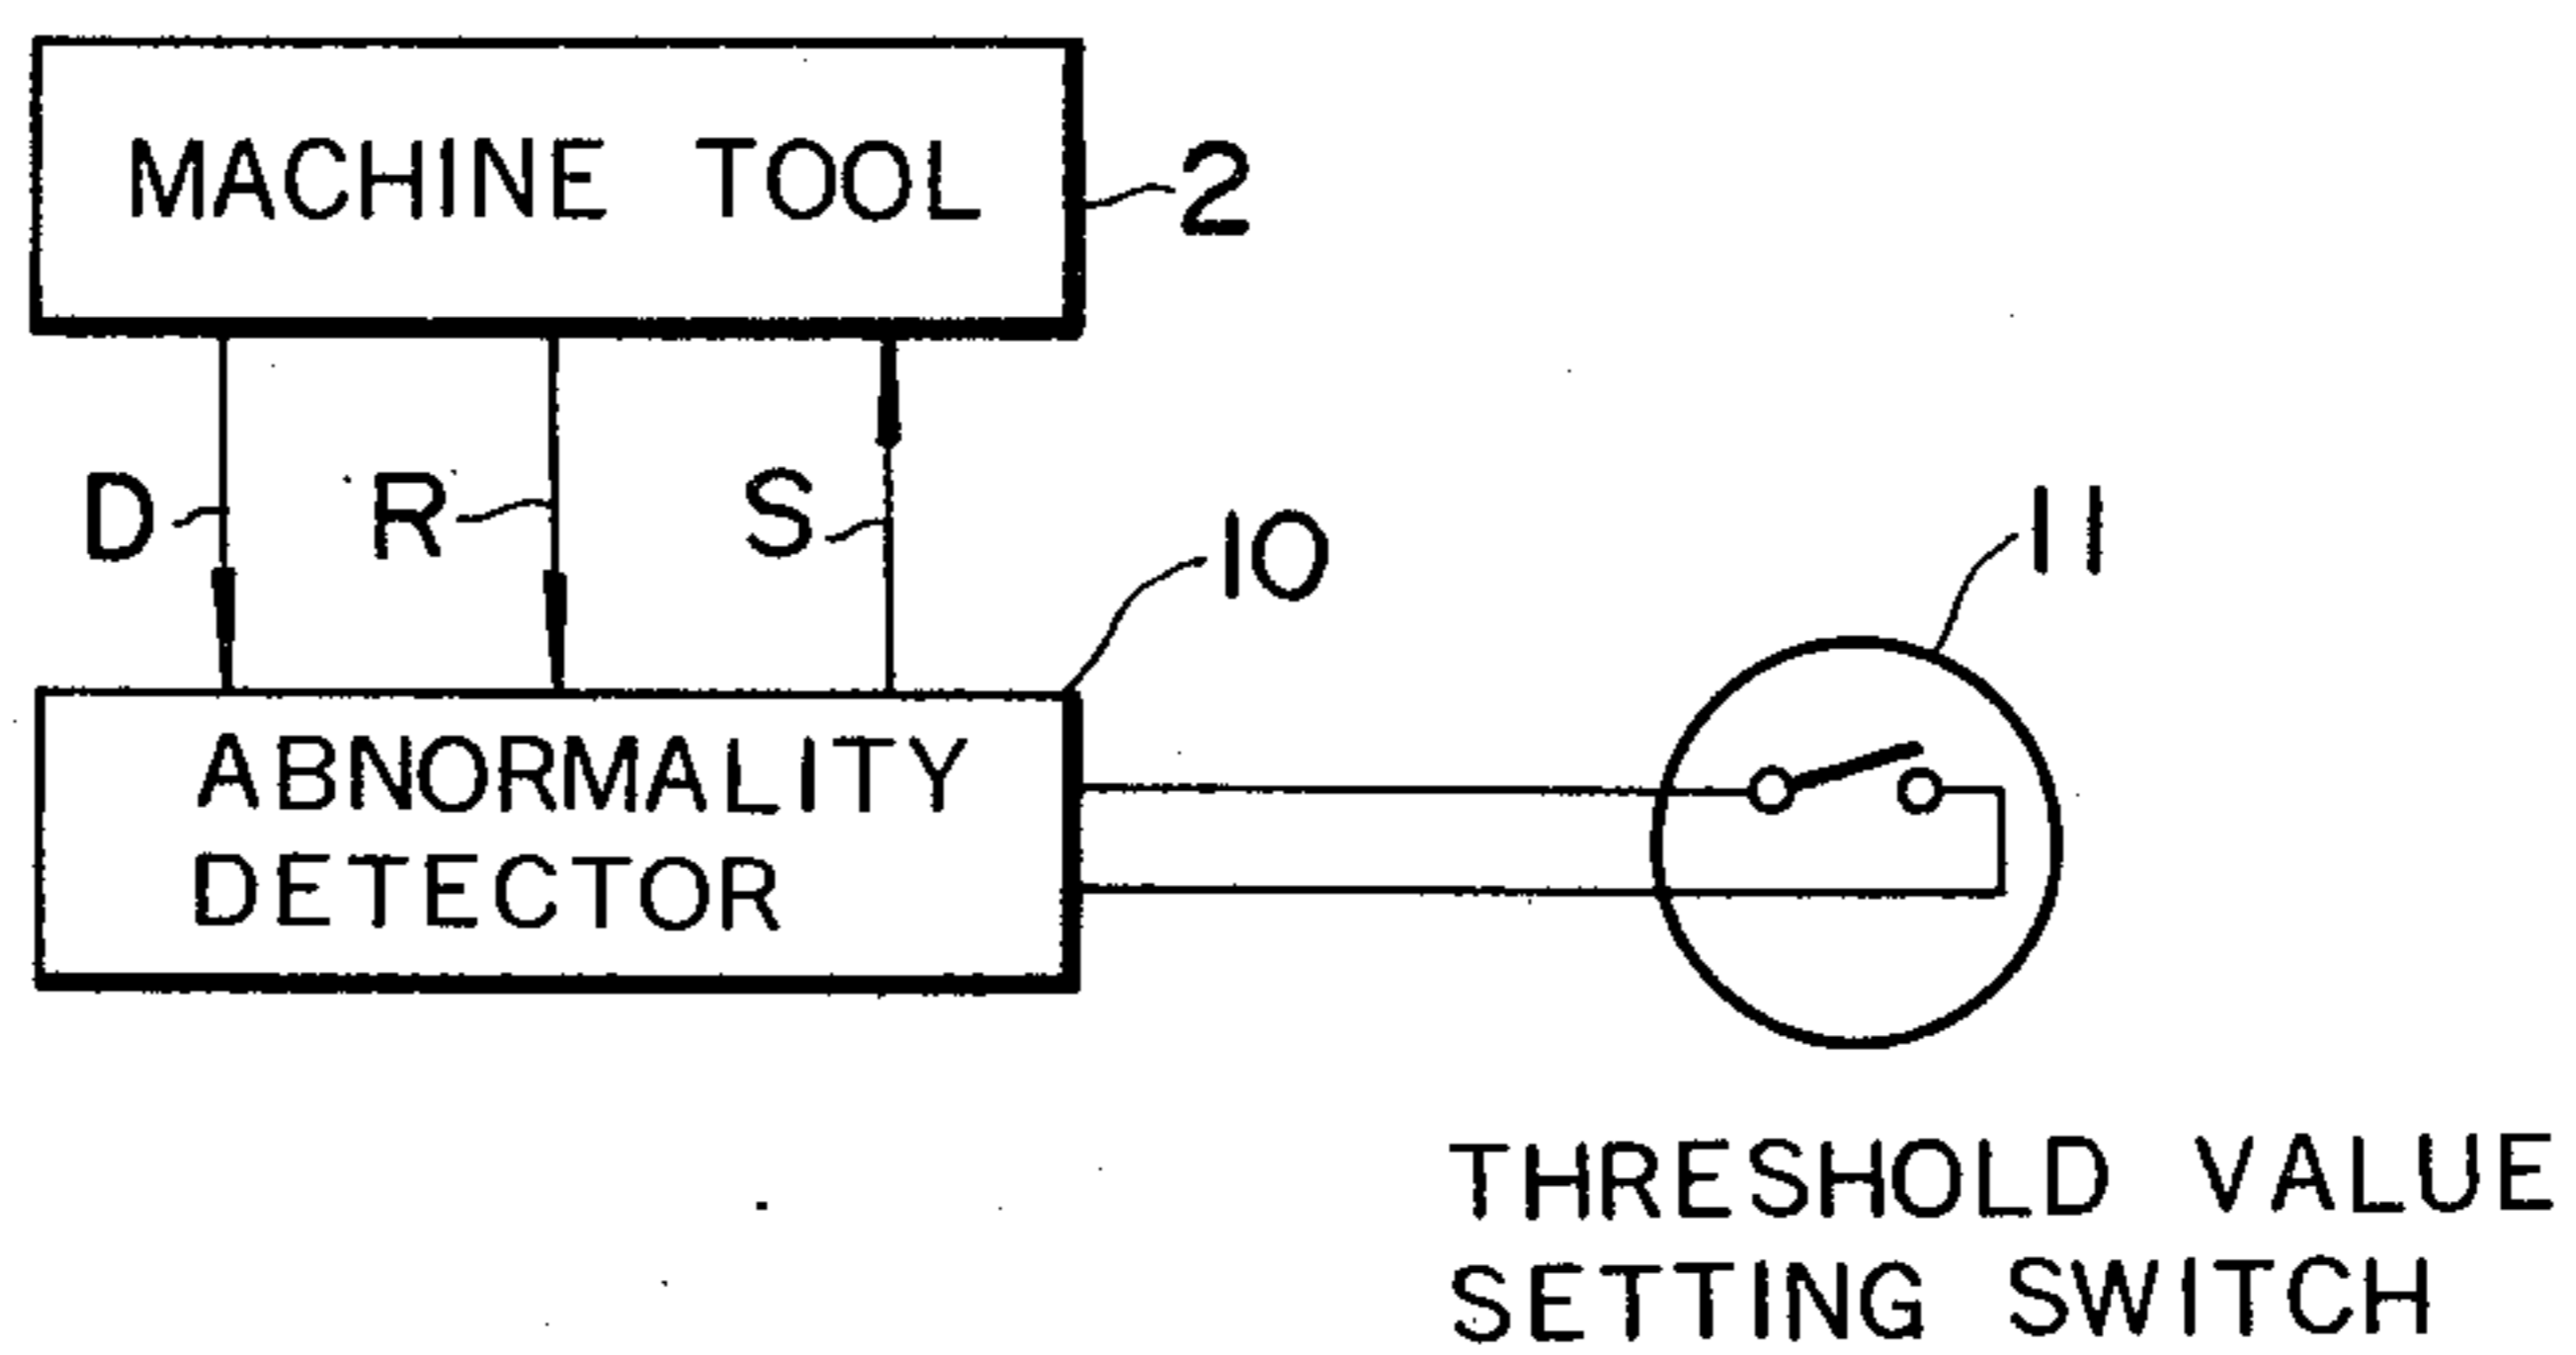 MACHINE TOOL
2
D
R
S
10
11
ABNORMALITY
DETECTOR
THRESHOLD VALUE
SETTING SWITCH